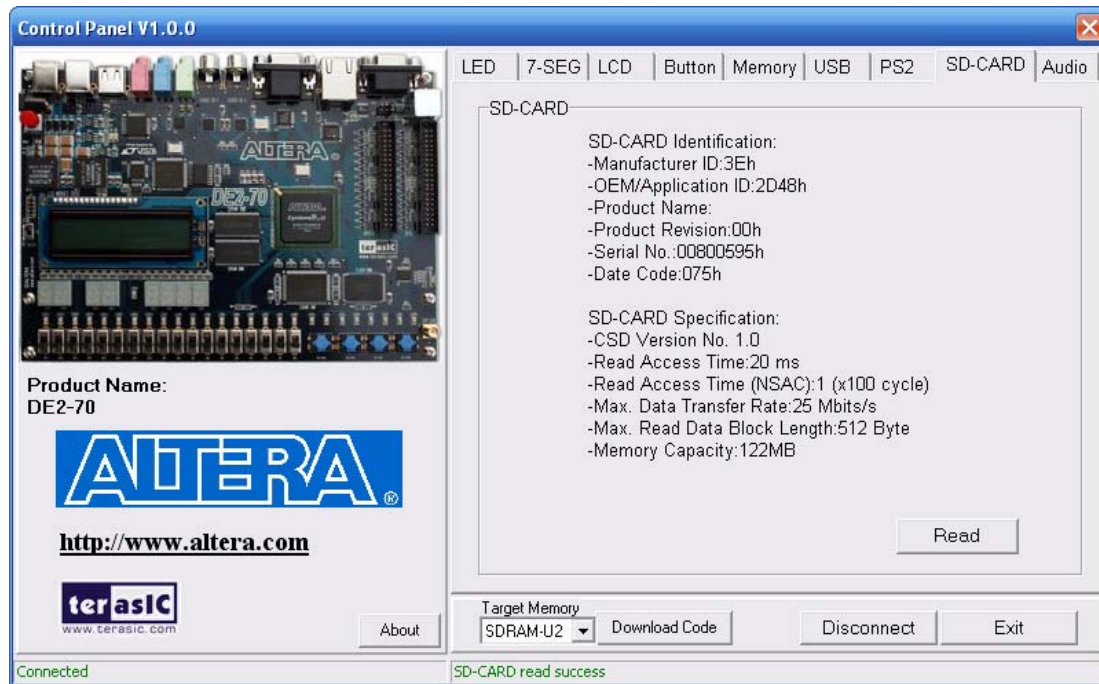 Control Panel V1.0.0
LED 7-SEG LCD Button Memory USB PS2 SD-CARD Audio
ALTERA
DE2-70
terasIC
Product Name:
DE2-70
ALTERA®
http://www.altera.com
terasIC
www.terasic.com
About
SD-CARD
SD-CARD Identification:
-Manufacturer ID:3Eh
-OEM/Application ID:2D48h
-Product Name:
-Product Revision:00h
-Serial No.:00800595h
-Date Code:075h
SD-CARD Specification:
-CSD Version No. 1.0
-Read Access Time:20 ms
-Read Access Time (NSAC):1 (x100 cycle)
-Max. Data Transfer Rate:25 Mbits/s
-Max. Read Data Block Length:512 Byte
-Memory Capacity:122MB
Read
Target Memory
SDRAM-U2 Download Code Disconnect Exit
Connected
SD-CARD read success